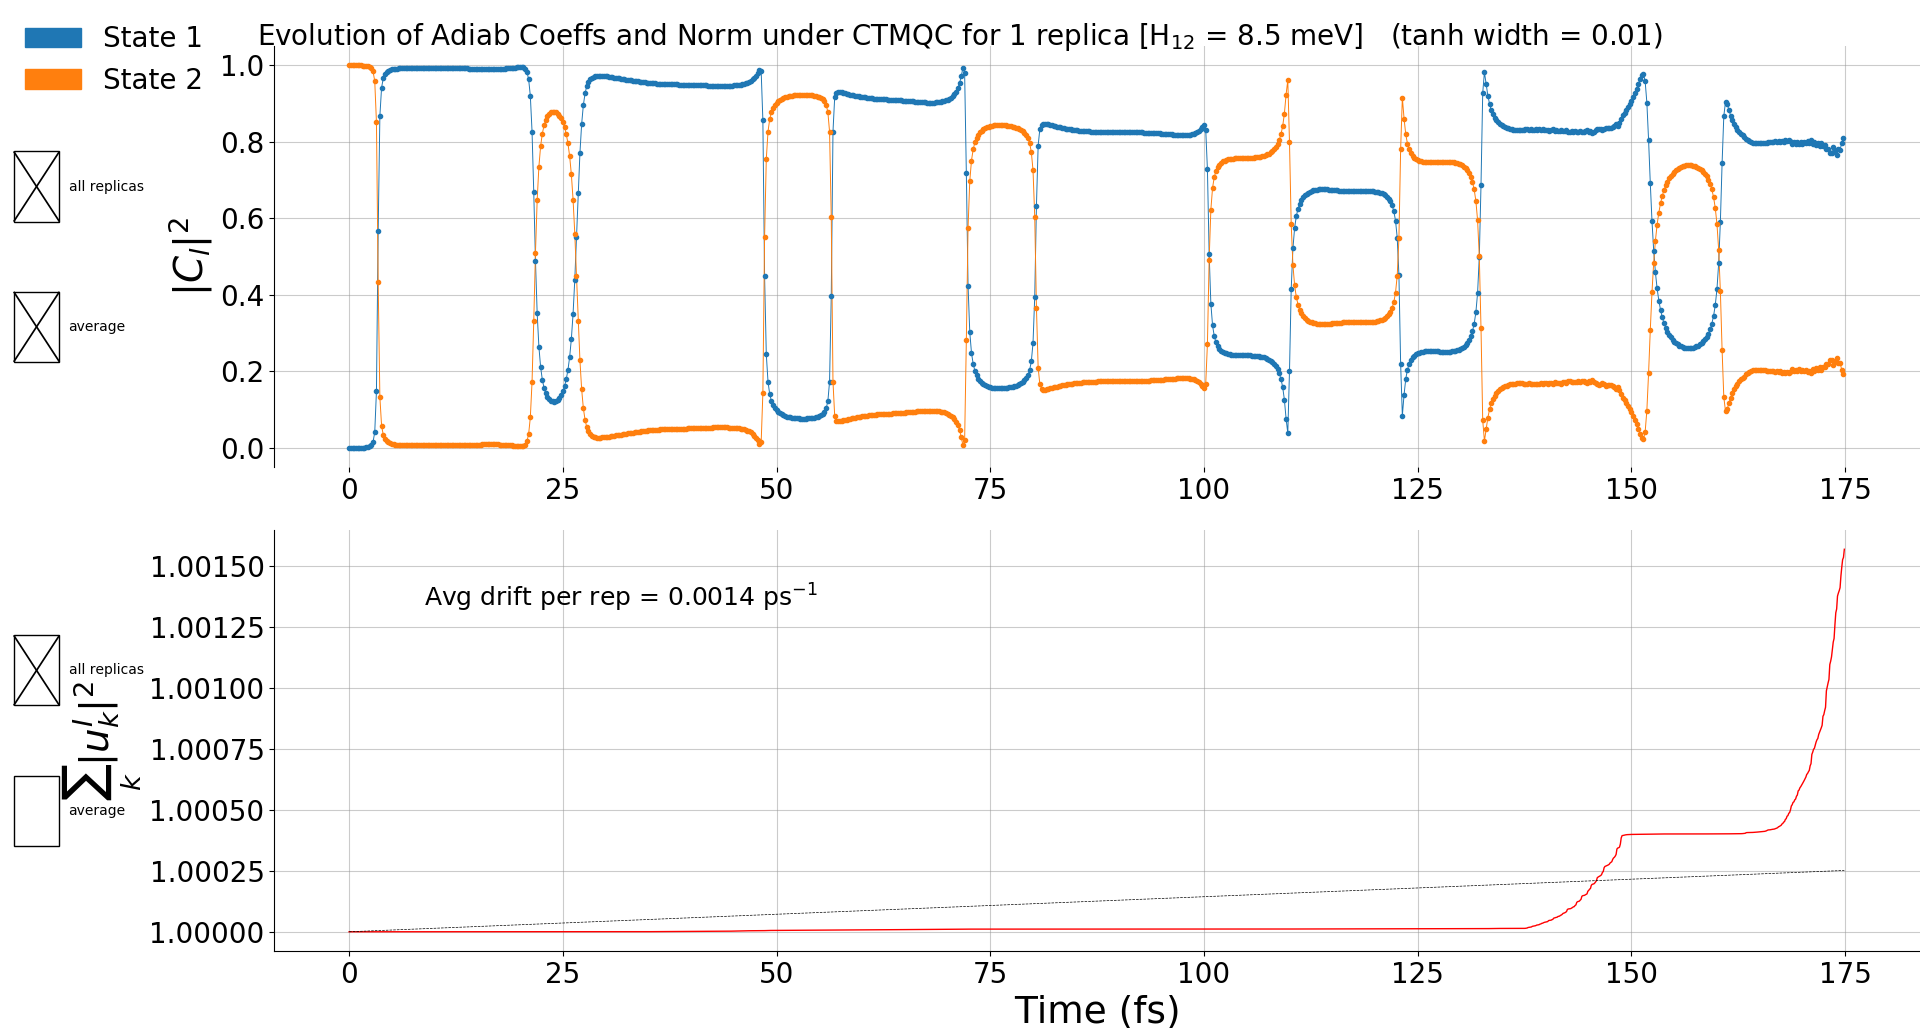 Evolution of Adiab Coeffs and Norm under CTMQC for 1 replica [H₁₂ = 8.5 meV]   (tanh width = 0.01)
State 1
State 2
all replicas
average
|C_l|²
1.0
0.8
0.6
0.4
0.2
0.0
0 25 50 75 100 125 150 175
all replicas
average
∑_k |u_k^l|²
Avg drift per rep = 0.0014 ps⁻¹
1.00150
1.00125
1.00100
1.00075
1.00050
1.00025
1.00000
0 25 50 75 100 125 150 175
Time (fs)